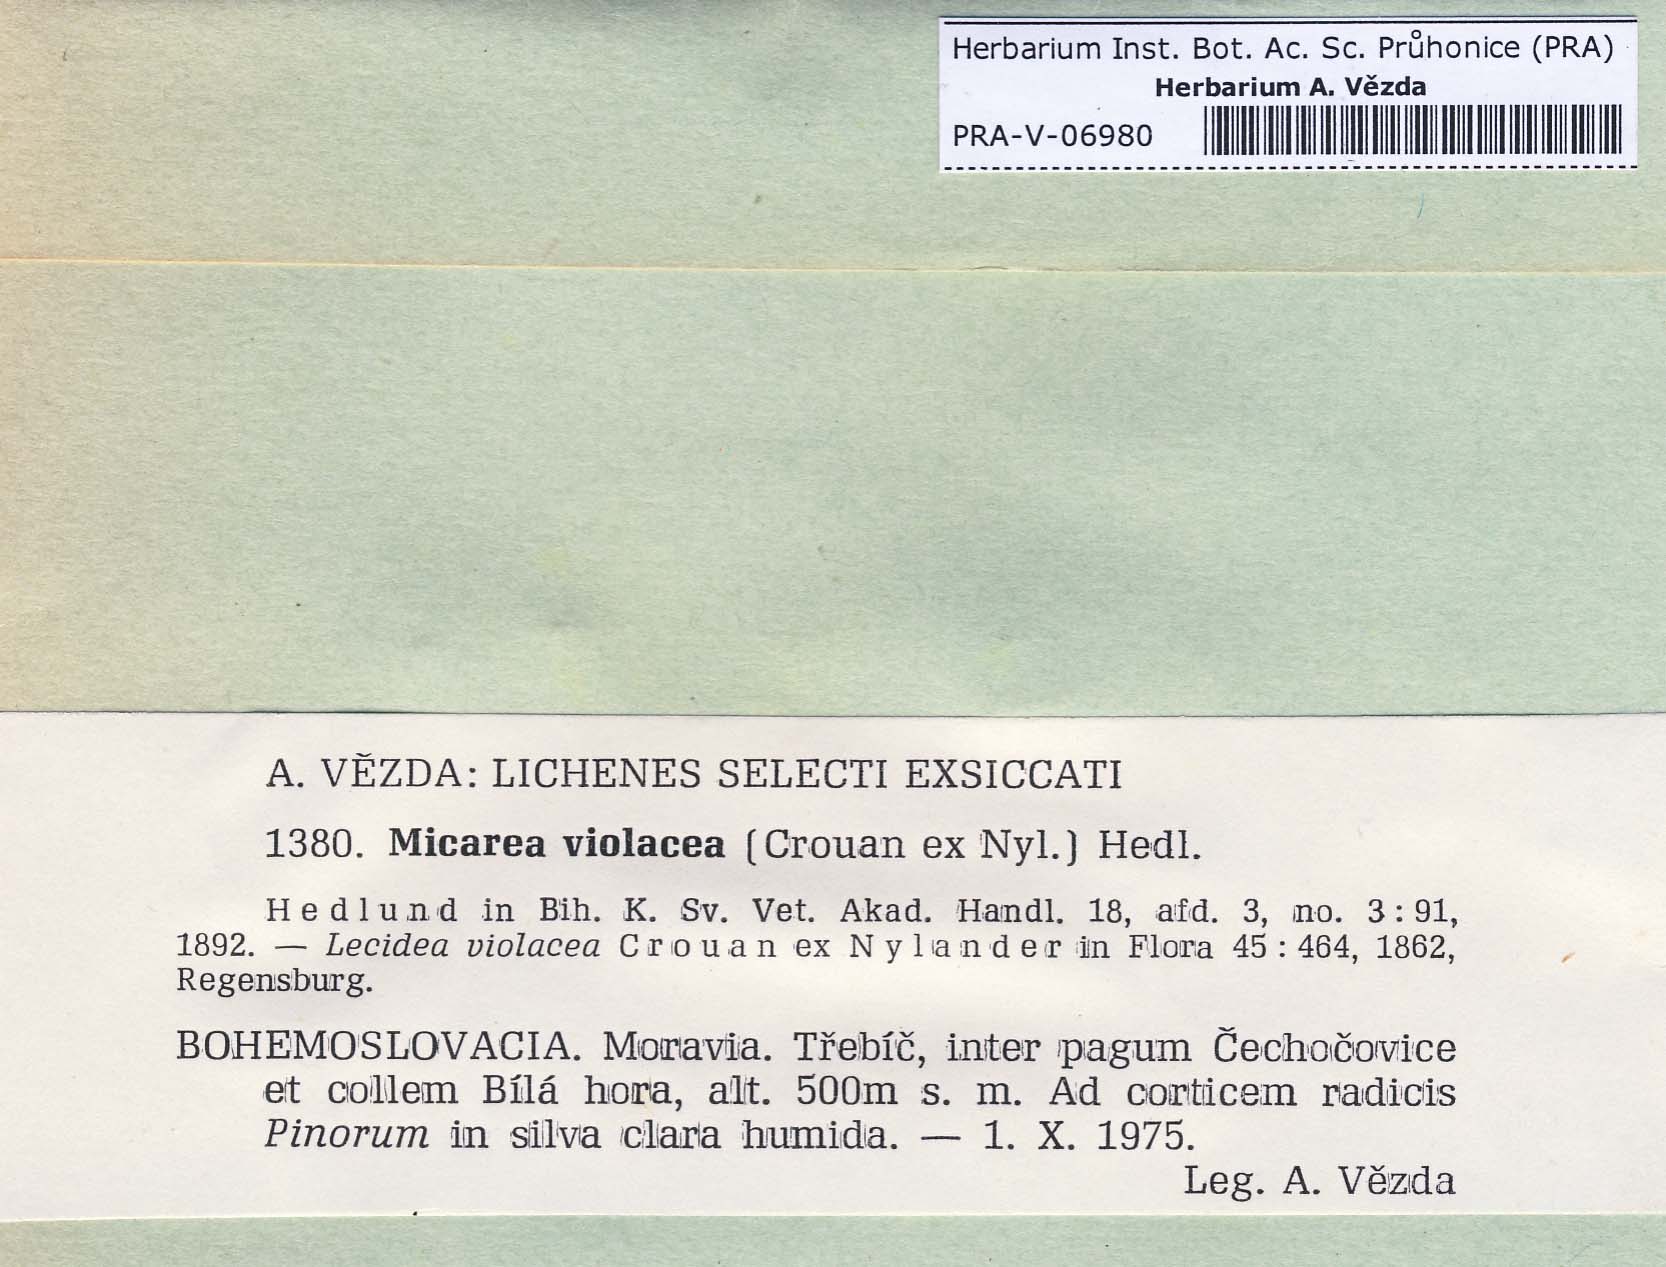 Herbarium Inst. Bot. Ac. Sc. Průhonice (PRA)
Herbarium A. Vězda
PRA-V-06980
A. VĚZDA: LICHENES SELECTI EXSICCATI
1380. Micarea violacea (Crouan ex Nyl.) Hedl.
Hedlund in Bih. K. Sv. Vet. Akad. Handl. 18, afd. 3, no. 3 : 91,
1892. — Lecidea violacea Crouan ex Nylander in Flora 45 : 464, 1862,
Regensburg.
BOHEMOSLOVACIA. Moravia. Třebíč, inter pagum Čechočovice
et collem Bílá hora, alt. 500m s. m. Ad corticem radicis
Pinorum in silva clara humida. — 1. X. 1975.
Leg. A. Vězda